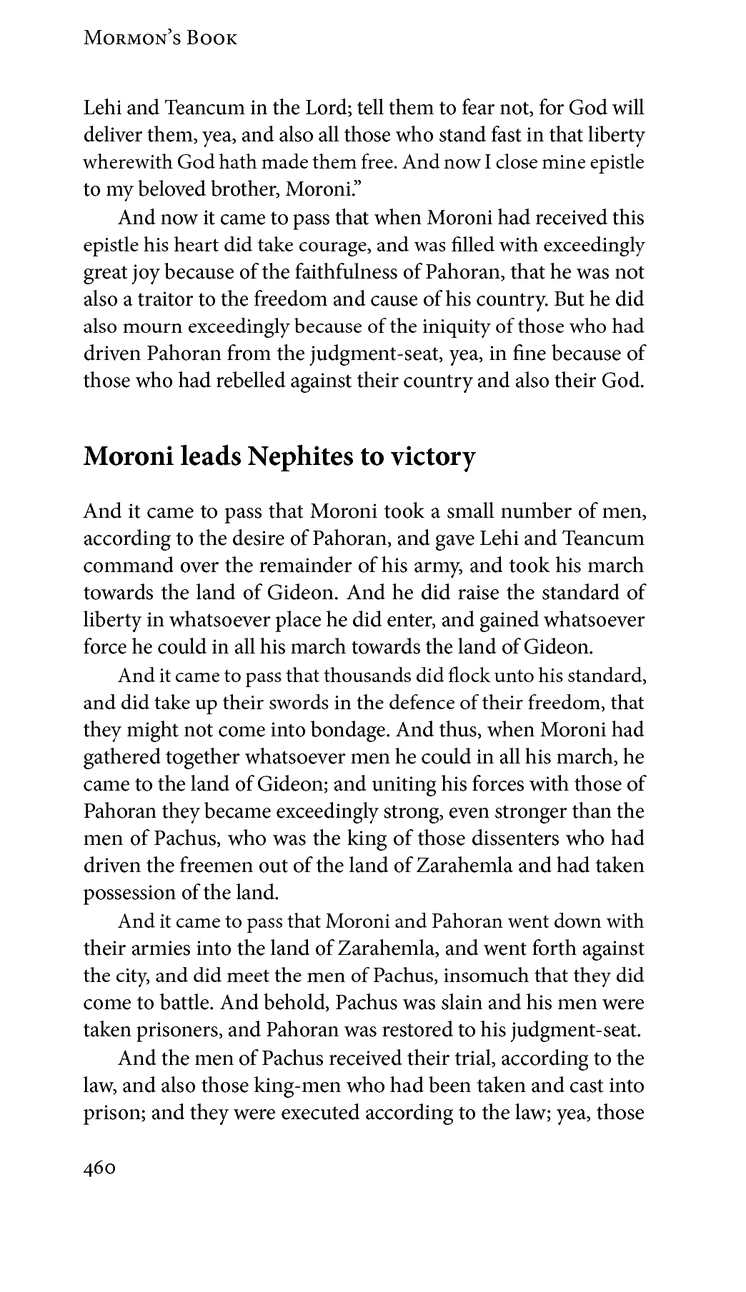 Mormon’s Book
Lehi and Teancum in the Lord; tell them to fear not, for God will
deliver them, yea, and also all those who stand fast in that liberty
wherewith God hath made them free. And now I close mine epistle
to my beloved brother, Moroni.”
And now it came to pass that when Moroni had received this
epistle his heart did take courage, and was filled with exceedingly
great joy because of the faithfulness of Pahoran, that he was not
also a traitor to the freedom and cause of his country. But he did
also mourn exceedingly because of the iniquity of those who had
driven Pahoran from the judgment-seat, yea, in fine because of
those who had rebelled against their country and also their God.
Moroni leads Nephites to victory
And it came to pass that Moroni took a small number of men,
according to the desire of Pahoran, and gave Lehi and Teancum
command over the remainder of his army, and took his march
towards the land of Gideon. And he did raise the standard of
liberty in whatsoever place he did enter, and gained whatsoever
force he could in all his march towards the land of Gideon.
And it came to pass that thousands did flock unto his standard,
and did take up their swords in the defence of their freedom, that
they might not come into bondage. And thus, when Moroni had
gathered together whatsoever men he could in all his march, he
came to the land of Gideon; and uniting his forces with those of
Pahoran they became exceedingly strong, even stronger than the
men of Pachus, who was the king of those dissenters who had
driven the freemen out of the land of Zarahemla and had taken
possession of the land.
And it came to pass that Moroni and Pahoran went down with
their armies into the land of Zarahemla, and went forth against
the city, and did meet the men of Pachus, insomuch that they did
come to battle. And behold, Pachus was slain and his men were
taken prisoners, and Pahoran was restored to his judgment-seat.
And the men of Pachus received their trial, according to the
law, and also those king-men who had been taken and cast into
prison; and they were executed according to the law; yea, those
460